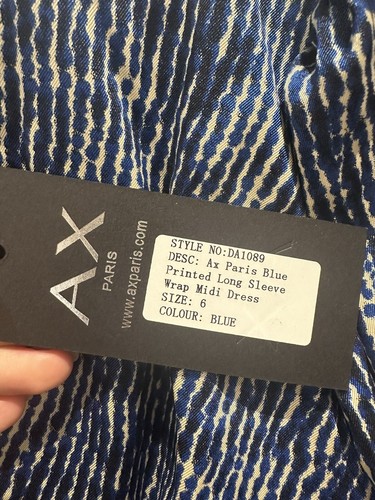 AX
PARIS
www.axparis.com
STYLE NO:DA1089
DESC: Ax Paris Blue
Printed Long Sleeve
Wrap Midi Dress
SIZE: 6
COLOUR: BLUE